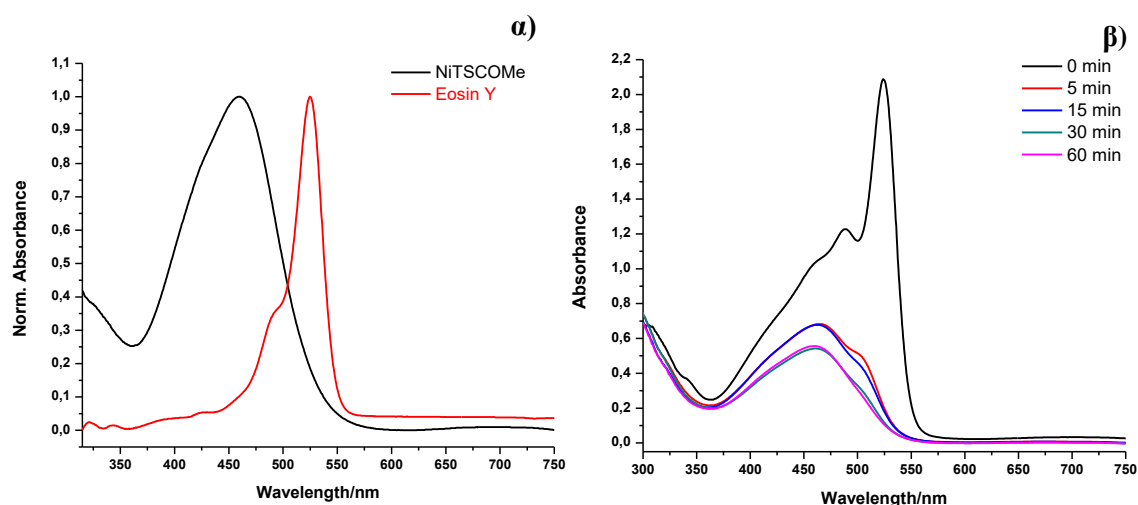 α)
NiTSCOMe
Eosin Y
1,1
1,0
0,9
0,8
0,7
0,6
0,5
0,4
0,3
0,2
0,1
0,0
Norm. Absorbance
350 400 450 500 550 600 650 700 750
Wavelength/nm
β)
0 min
5 min
15 min
30 min
60 min
2,2
2,0
1,8
1,6
1,4
1,2
1,0
0,8
0,6
0,4
0,2
0,0
Absorbance
300 350 400 450 500 550 600 650 700 750
Wavelength/nm